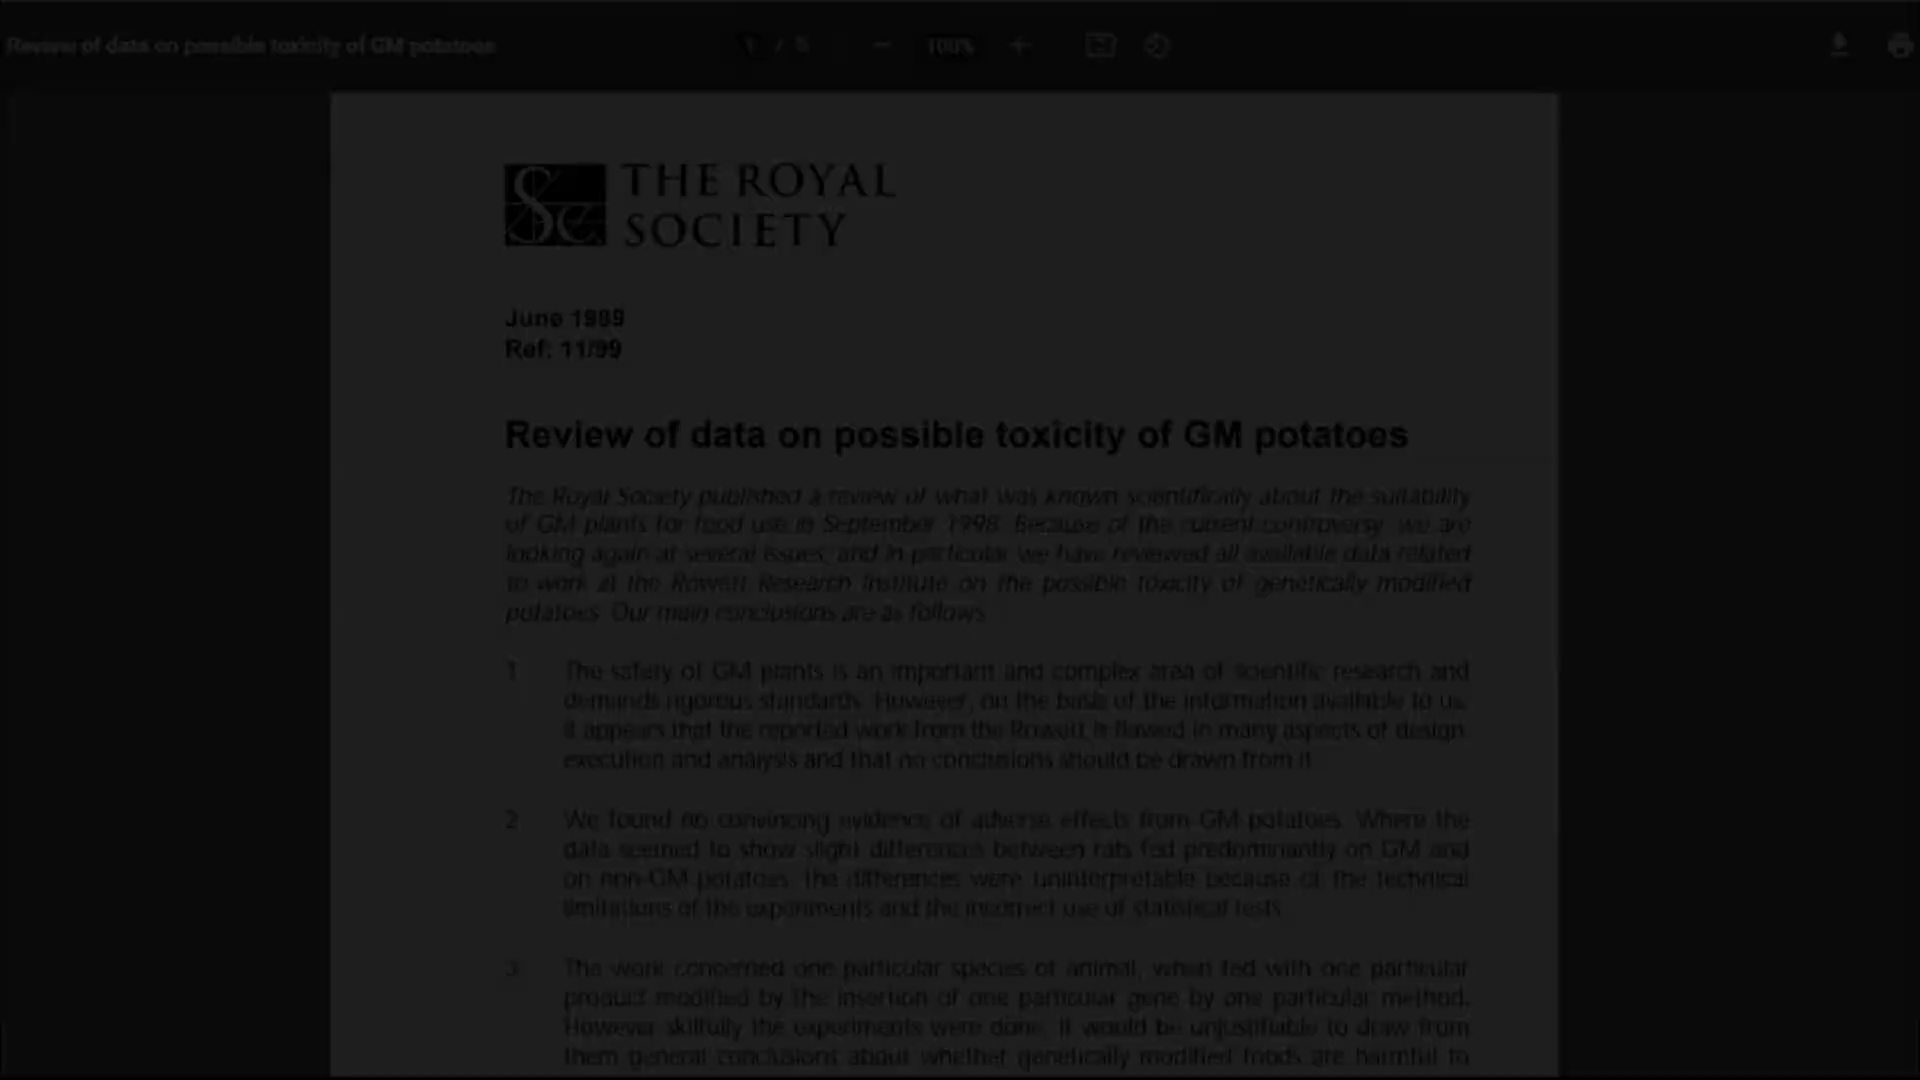 Review of data on possible toxicity of GM potatoes
1 / 
100%
THE ROYAL
SOCIETY
June 1999
Ref: 11/99
Review of data on possible toxicity of GM potatoes
The Royal Society published a review of what was known scientifically about the suitability
of GM plants for food use in September 1998. Because of the current controversy, we are
looking again at several issues, and in particular we have reviewed all available data related
to work at the Rowett Research Institute on the possible toxicity of genetically modified
potatoes. Our main conclusions are as follows.
1 The safety of GM plants is an important and complex area of scientific research and
demands rigorous standards. However, on the basis of the information available to us,
it appears that the reported work from the Rowett is flawed in many aspects of design,
execution and analysis and that no conclusions should be drawn from it.
2 We found no convincing evidence of adverse effects from GM potatoes. Where the
data seemed to show slight differences between rats fed predominantly on GM and
on non-GM potatoes, the differences were uninterpretable because of the technical
limitations of the experiments and the incorrect use of statistical tests.
3 The work concerned one particular species of animal, when fed with one particular
product modified by the insertion of one particular gene by one particular method.
However skilfully the experiments were done, it would be unjustifiable to draw from
them general conclusions about whether genetically modified foods are harmful to